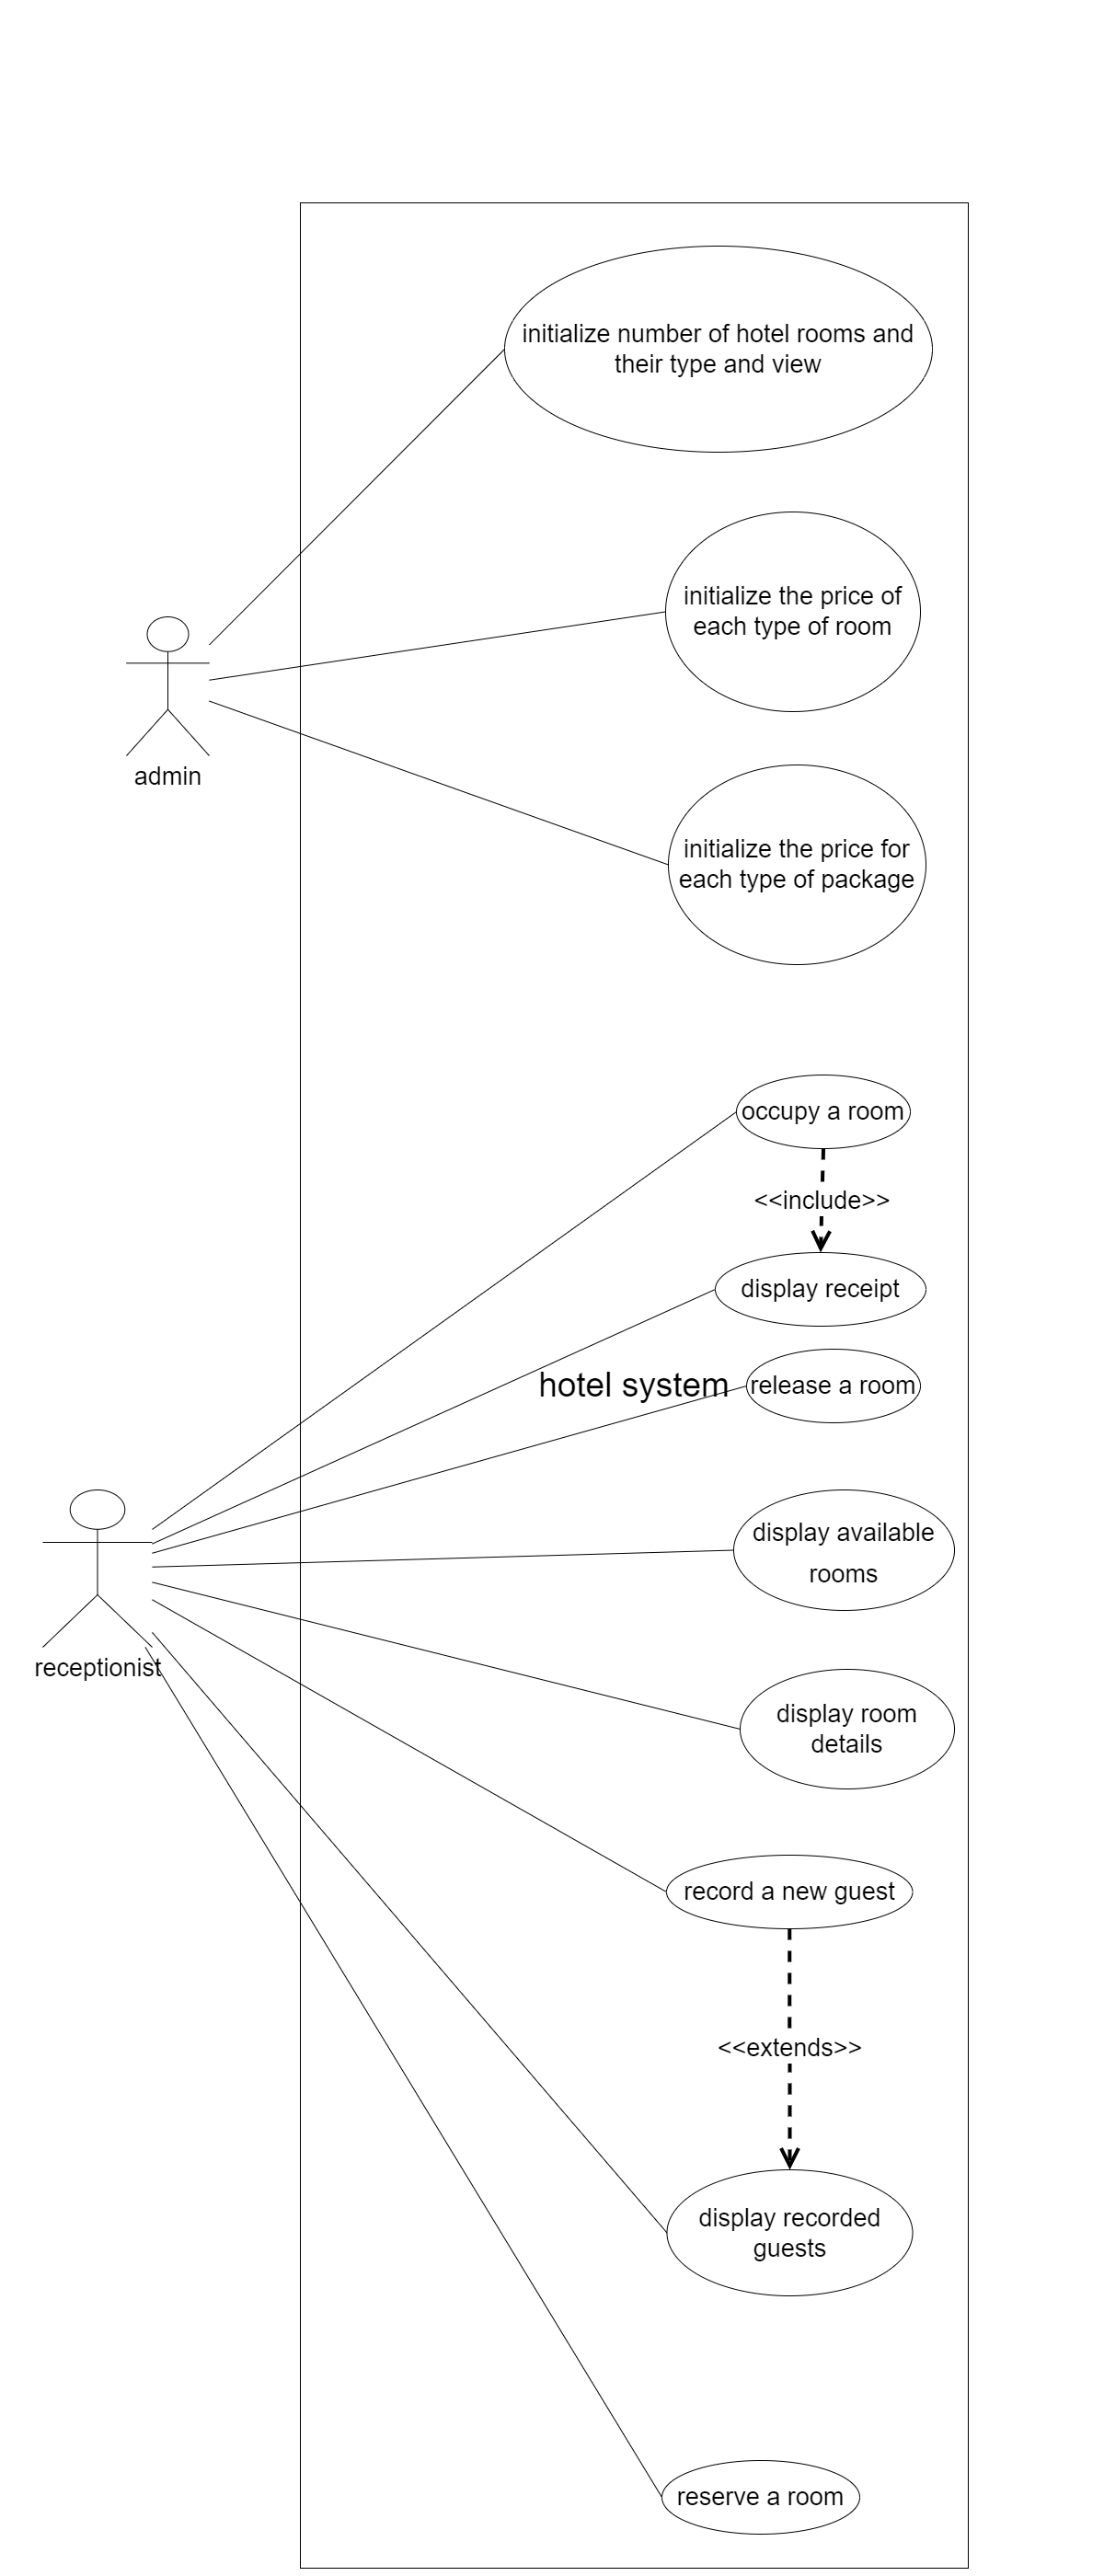 initialize number of hotel rooms and
their type and view
initialize the price of
each type of room
admin
initialize the price for
each type of package
occupy a room
<<include>>
display receipt
hotel system
release a room
display available
rooms
receptionist
display room
details
record a new guest
<<extends>>
display recorded
guests
reserve a room